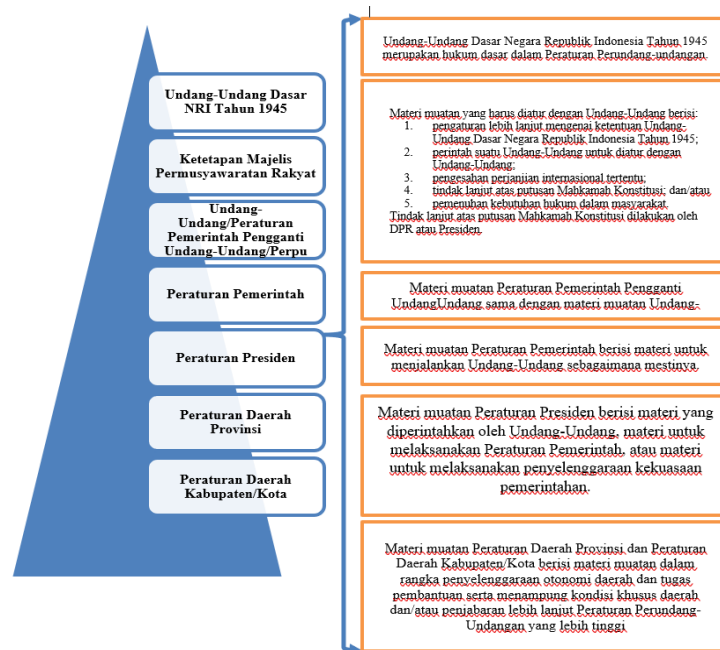 Undang-Undang Dasar
NRI Tahun 1945
Ketetapan Majelis
Permusyawaratan Rakyat
Undang-
Undang/Peraturan
Pemerintah Pengganti
Undang-Undang/Perpu
Peraturan Pemerintah
Peraturan Presiden
Peraturan Daerah
Provinsi
Peraturan Daerah
Kabupaten/Kota
Undang-Undang Dasar Negara Republik Indonesia Tahun 1945
merupakan hukum dasar dalam Peraturan Perundang-undangan.
Materi muatan yang harus diatur dengan Undang-Undang berisi:
1. pengaturan lebih lanjut mengenai ketentuan Undang-
Undang Dasar Negara Republik Indonesia Tahun 1945;
2. perintah suatu Undang-Undang untuk diatur dengan
Undang-Undang;
3. pengesahan perjanjian internasional tertentu;
4. tindak lanjut atas putusan Mahkamah Konstitusi; dan/atau
5. pemenuhan kebutuhan hukum dalam masyarakat.
Tindak lanjut atas putusan Mahkamah Konstitusi dilakukan oleh
DPR atau Presiden.
Materi muatan Peraturan Pemerintah Pengganti
UndangUndang sama dengan materi muatan Undang-
Materi muatan Peraturan Pemerintah berisi materi untuk
menjalankan Undang-Undang sebagaimana mestinya.
Materi muatan Peraturan Presiden berisi materi yang
diperintahkan oleh Undang-Undang, materi untuk
melaksanakan Peraturan Pemerintah, atau materi
untuk melaksanakan penyelenggaraan kekuasaan
pemerintahan.
Materi muatan Peraturan Daerah Provinsi dan Peraturan
Daerah Kabupaten/Kota berisi materi muatan dalam
rangka penyelenggaraan otonomi daerah dan tugas
pembantuan serta menampung kondisi khusus daerah
dan/atau penjabaran lebih lanjut Peraturan Perundang-
Undangan yang lebih tinggi